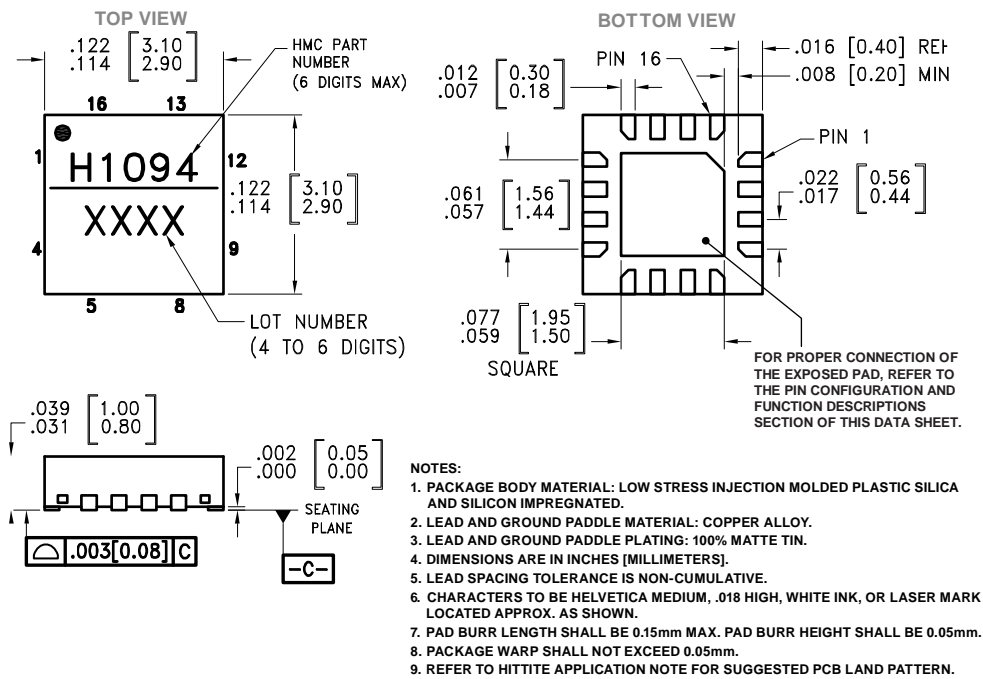 TOP VIEW
.122 [3.10]
.114 [2.90]
HMC PART
NUMBER
(6 DIGITS MAX)
16 13
1 12
H1094
XXXX
4 9
5 8
.122 [3.10]
.114 [2.90]
LOT NUMBER
(4 TO 6 DIGITS)
BOTTOM VIEW
PIN 16
.016 [0.40] REF
.008 [0.20] MIN
.012 [0.30]
.007 [0.18]
PIN 1
.022 [0.56]
.017 [0.44]
.061 [1.56]
.057 [1.44]
.077 [1.95]
.059 [1.50]
SQUARE
FOR PROPER CONNECTION OF
THE EXPOSED PAD, REFER TO
THE PIN CONFIGURATION AND
FUNCTION DESCRIPTIONS
SECTION OF THIS DATA SHEET.
.039 [1.00]
.031 [0.80]
.002 [0.05]
.000 [0.00]
SEATING
PLANE
.003[0.08] C
-C-
NOTES:
1. PACKAGE BODY MATERIAL: LOW STRESS INJECTION MOLDED PLASTIC SILICA
AND SILICON IMPREGNATED.
2. LEAD AND GROUND PADDLE MATERIAL: COPPER ALLOY.
3. LEAD AND GROUND PADDLE PLATING: 100% MATTE TIN.
4. DIMENSIONS ARE IN INCHES [MILLIMETERS].
5. LEAD SPACING TOLERANCE IS NON-CUMULATIVE.
6. CHARACTERS TO BE HELVETICA MEDIUM, .018 HIGH, WHITE INK, OR LASER MARK
LOCATED APPROX. AS SHOWN.
7. PAD BURR LENGTH SHALL BE 0.15mm MAX. PAD BURR HEIGHT SHALL BE 0.05mm.
8. PACKAGE WARP SHALL NOT EXCEED 0.05mm.
9. REFER TO HITTITE APPLICATION NOTE FOR SUGGESTED PCB LAND PATTERN.